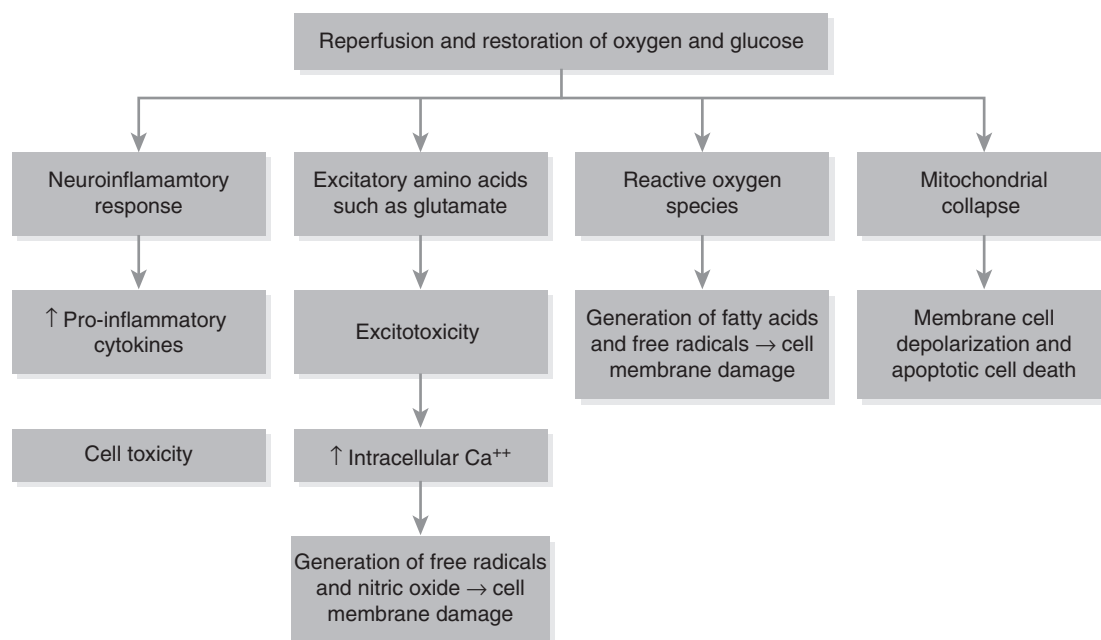 Reperfusion and restoration of oxygen and glucose
Neuroinflamamtory
response
Excitatory amino acids
such as glutamate
Reactive oxygen
species
Mitochondrial
collapse
↑ Pro-inflammatory
cytokines
Excitotoxicity
Generation of fatty acids
and free radicals → cell
membrane damage
Membrane cell
depolarization and
apoptotic cell death
Cell toxicity
↑ Intracellular Ca⁺⁺
Generation of free radicals
and nitric oxide → cell
membrane damage